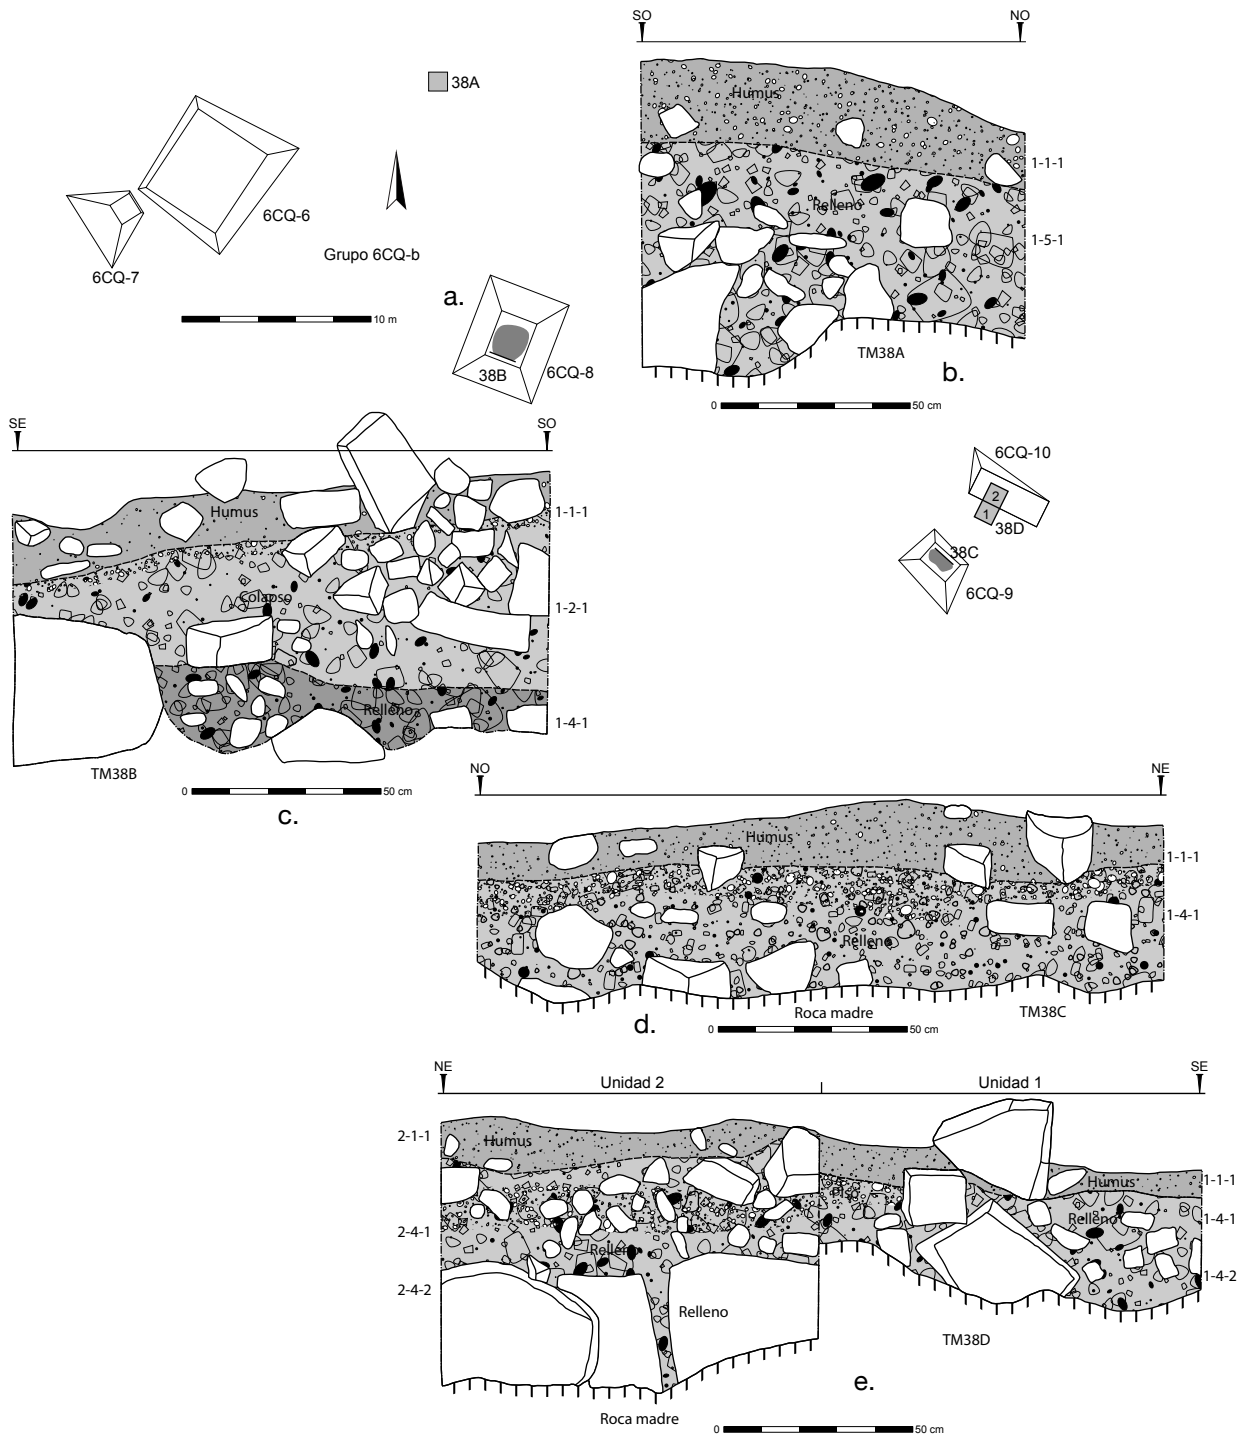 38A
6CQ-6
6CQ-7
Grupo 6CQ-b
a.
10 m
38B
6CQ-8
6CQ-10
2
1
38D
38C
6CQ-9
SO
NO
Humus
1-1-1
Relleno
1-5-1
TM38A
b.
0
50 cm
SE
SO
Humus
1-1-1
Colapso
1-2-1
Relleno
1-4-1
TM38B
0
50 cm
c.
NO
NE
Humus
1-1-1
1-4-1
Relleno
Roca madre
TM38C
d.
0
50 cm
NE
Unidad 2
Unidad 1
SE
2-1-1
Humus
Humus
1-1-1
Piso
Relleno
1-4-1
2-4-1
Relleno
2-4-2
Relleno
1-4-2
TM38D
e.
Roca madre
0
50 cm